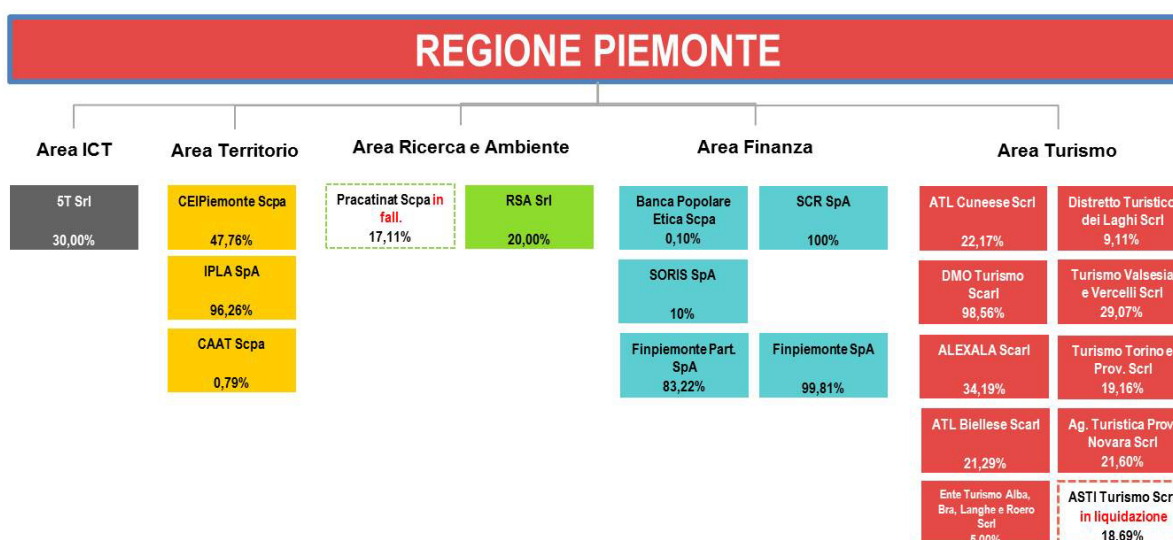 REGIONE PIEMONTE
Area ICT
Area Territorio
Area Ricerca e Ambiente
Area Finanza
Area Turismo
5T Srl
30,00%
CEIPiemonte Scpa
47,76%
IPLA SpA
96,26%
CAAT Scpa
0,79%
Pracatinat Scpa in
fall.
17,11%
RSA Srl
20,00%
Banca Popolare
Etica Scpa
0,10%
SCR SpA
100%
SORIS SpA
10%
Finpiemonte Part.
SpA
83,22%
Finpiemonte SpA
99,81%
ATL Cuneese Scrl
22,17%
Distretto Turistico
dei Laghi Scrl
9,11%
DMO Turismo
Scarl
98,56%
Turismo Valsesia
e Vercelli Scrl
29,07%
ALEXALA Scarl
34,19%
Turismo Torino e
Prov. Scrl
19,16%
ATL Biellese Scarl
21,29%
Ag. Turistica Prov
Novara Scrl
21,60%
Ente Turismo Alba,
Bra, Langhe e Roero
Scrl
5,00%
ASTI Turismo Scr
in liquidazione
18,69%